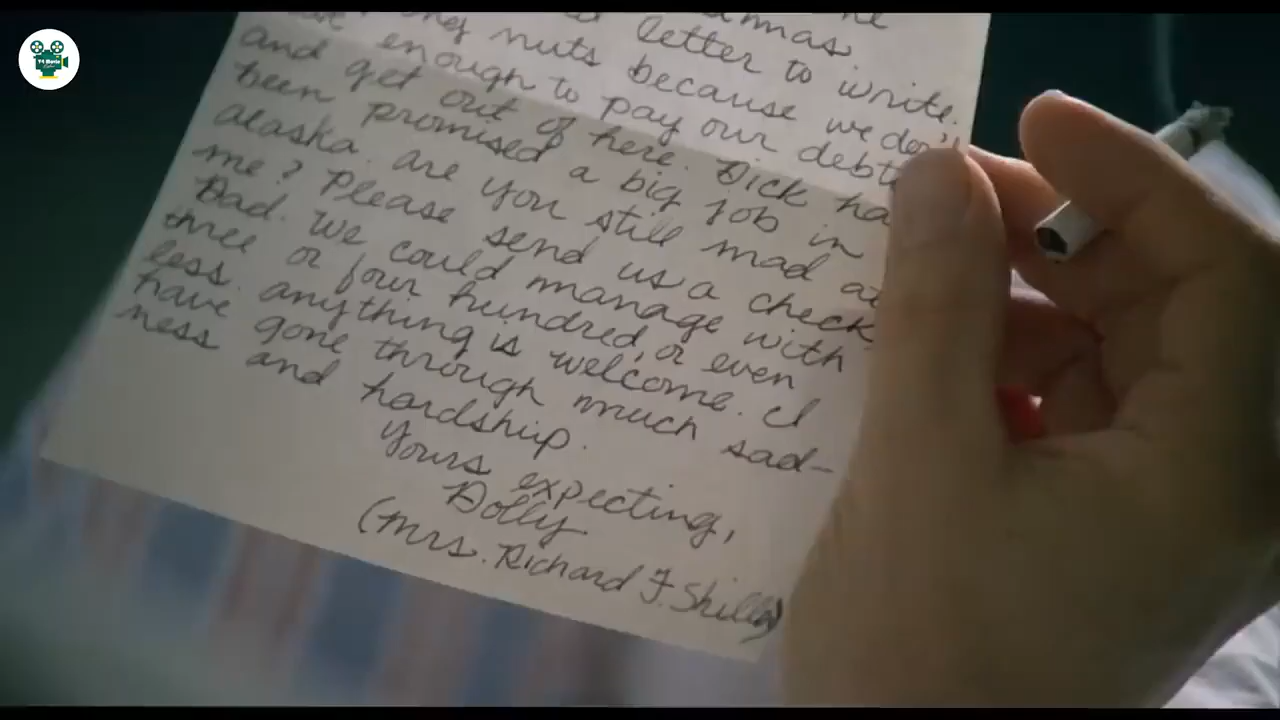 letter to write.
nuts because we don't
enough to pay our debts
and get out of here. Dick ha
been promised a big job in
alaska. are you still mad at
me? Please send us a check
Dad. we could manage with
three or four hundred, or even
less. anything is welcome. I
have gone through much sad-
ness and hardship.
Yours expecting,
Dolly
(Mrs. Richard F. Shiller)